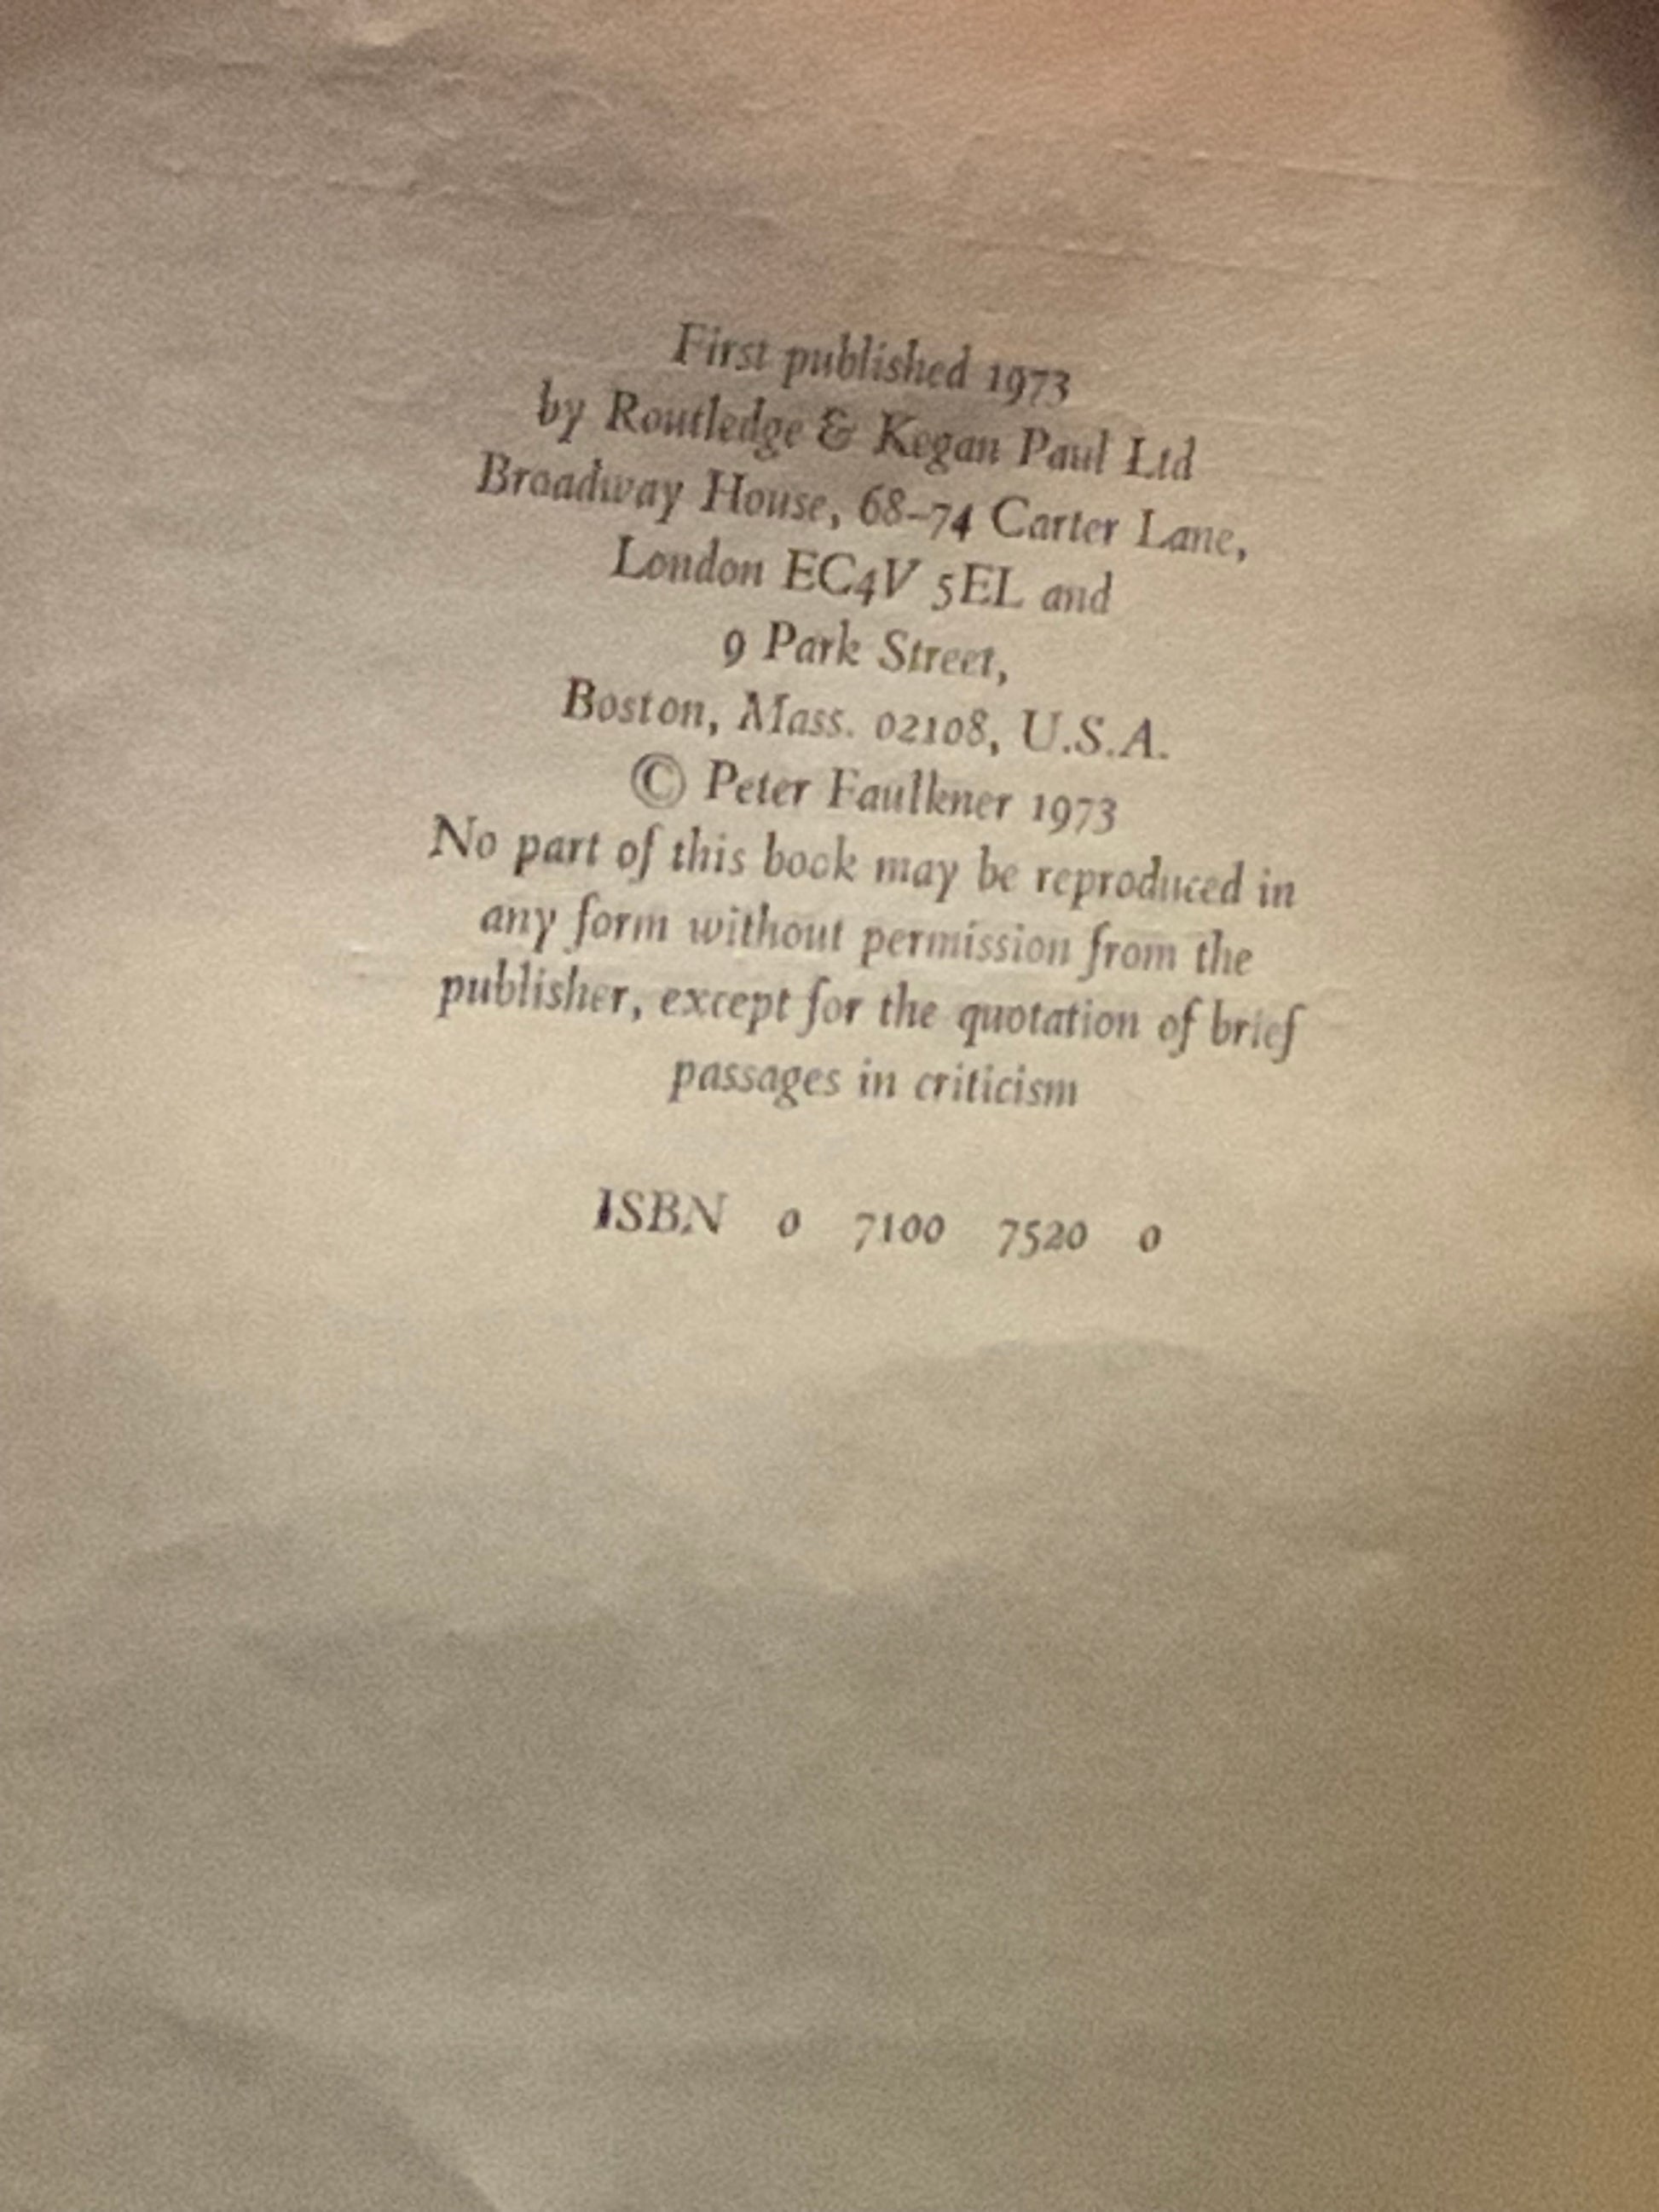 First published 1973
by Routledge & Kegan Paul Ltd
Broadway House, 68–74 Carter Lane,
London EC4V 5EL and
9 Park Street,
Boston, Mass. 02108, U.S.A.
© Peter Faulkner 1973
No part of this book may be reproduced in
any form without permission from the
publisher, except for the quotation of brief
passages in criticism
ISBN 0 7100 7520 0